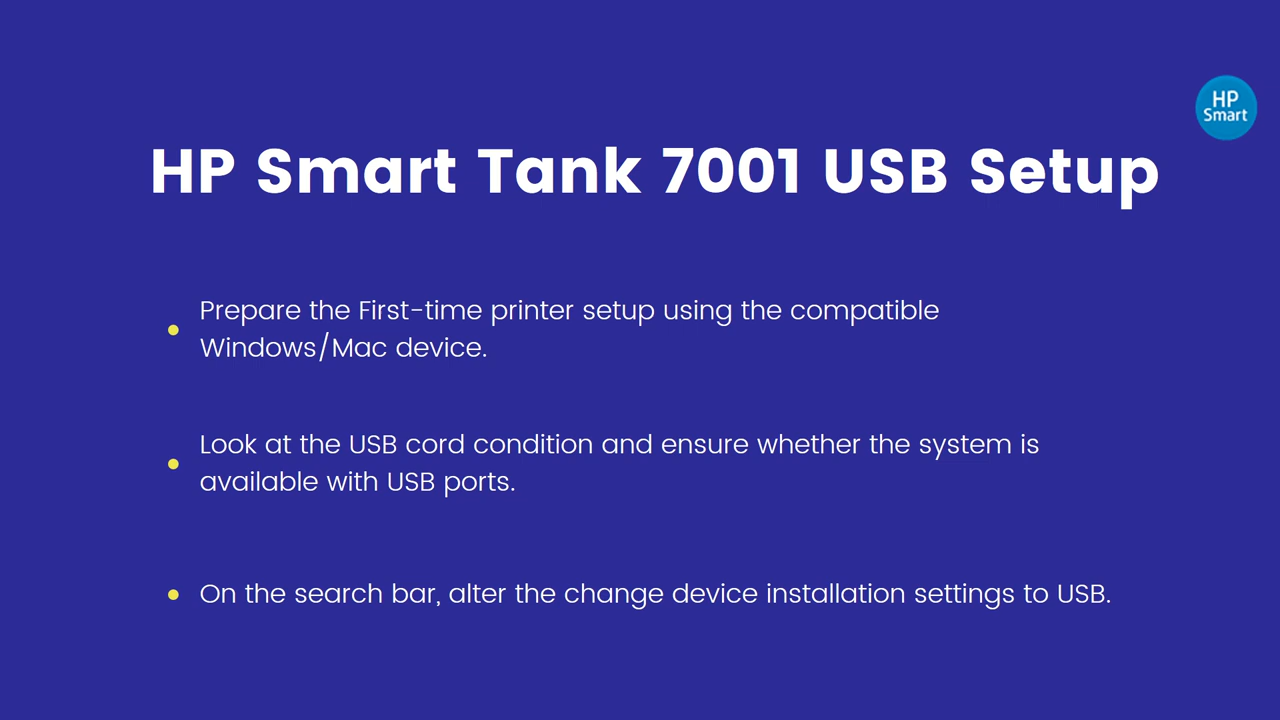 HP
Smart
HP Smart Tank 7001 USB Setup
Prepare the First-time printer setup using the compatible
Windows/Mac device.
Look at the USB cord condition and ensure whether the system is
available with USB ports.
On the search bar, alter the change device installation settings to USB.